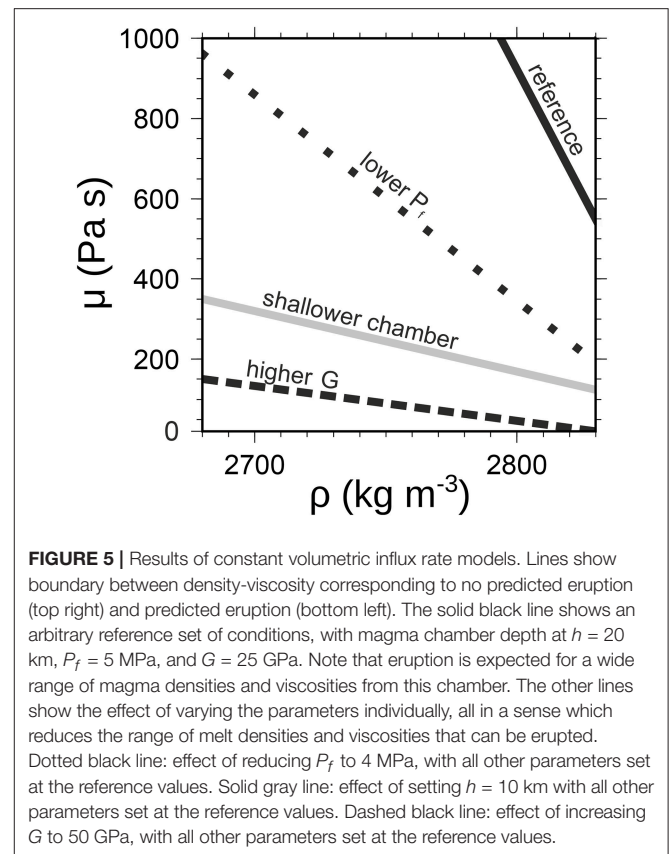 1000
800
600
400
200
0
μ (Pa s)
reference
lower Pf
shallower chamber
higher G
2700
2800
ρ (kg m-3)
FIGURE 5 | Results of constant volumetric influx rate models. Lines show
boundary between density-viscosity corresponding to no predicted eruption
(top right) and predicted eruption (bottom left). The solid black line shows an
arbitrary reference set of conditions, with magma chamber depth at h = 20
km, Pf = 5 MPa, and G = 25 GPa. Note that eruption is expected for a wide
range of magma densities and viscosities from this chamber. The other lines
show the effect of varying the parameters individually, all in a sense which
reduces the range of melt densities and viscosities that can be erupted.
Dotted black line: effect of reducing Pf to 4 MPa, with all other parameters set
at the reference values. Solid gray line: effect of setting h = 10 km with all other
parameters set at the reference values. Dashed black line: effect of increasing
G to 50 GPa, with all other parameters set at the reference values.